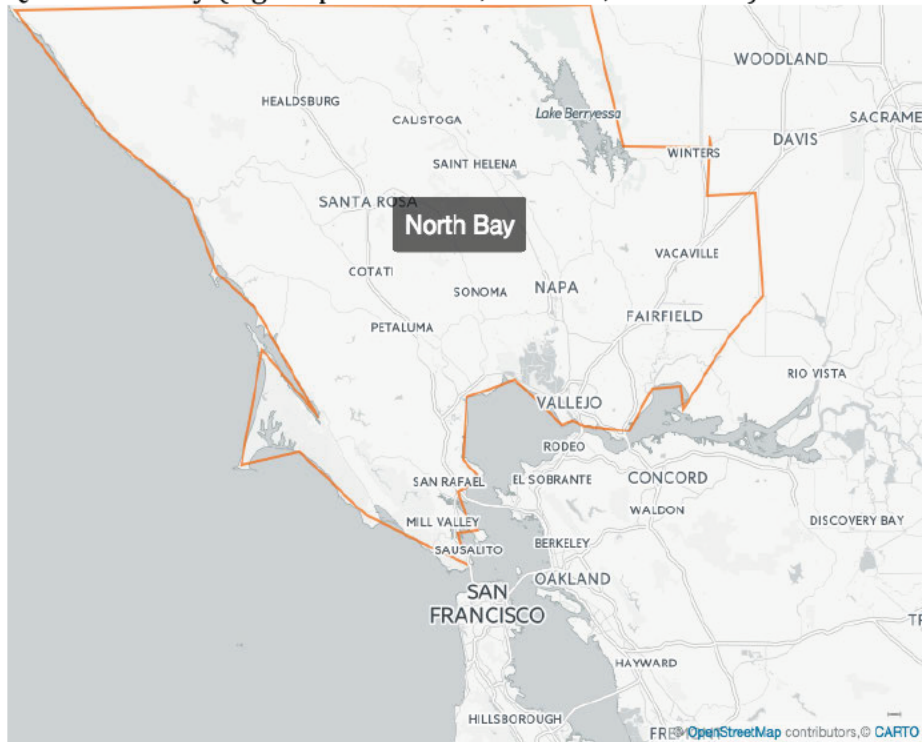 WOODLAND
HEALDSBURG
Lake Berryessa
CALISTOGA
SACRAME
DAVIS
WINTERS
SAINT HELENA
SANTA ROSA
North Bay
VACAVILLE
COTATI
SONOMA
NAPA
FAIRFIELD
PETALUMA
RIO VISTA
VALLEJO
RODEO
SAN RAFAEL
EL SOBRANTE
CONCORD
WALDON
MILL VALLEY
DISCOVERY BAY
SAUSALITO
BERKELEY
OAKLAND
SAN
FRANCISCO
HAYWARD
HILLSBOROUGH
© OpenStreetMap contributors,© CARTO